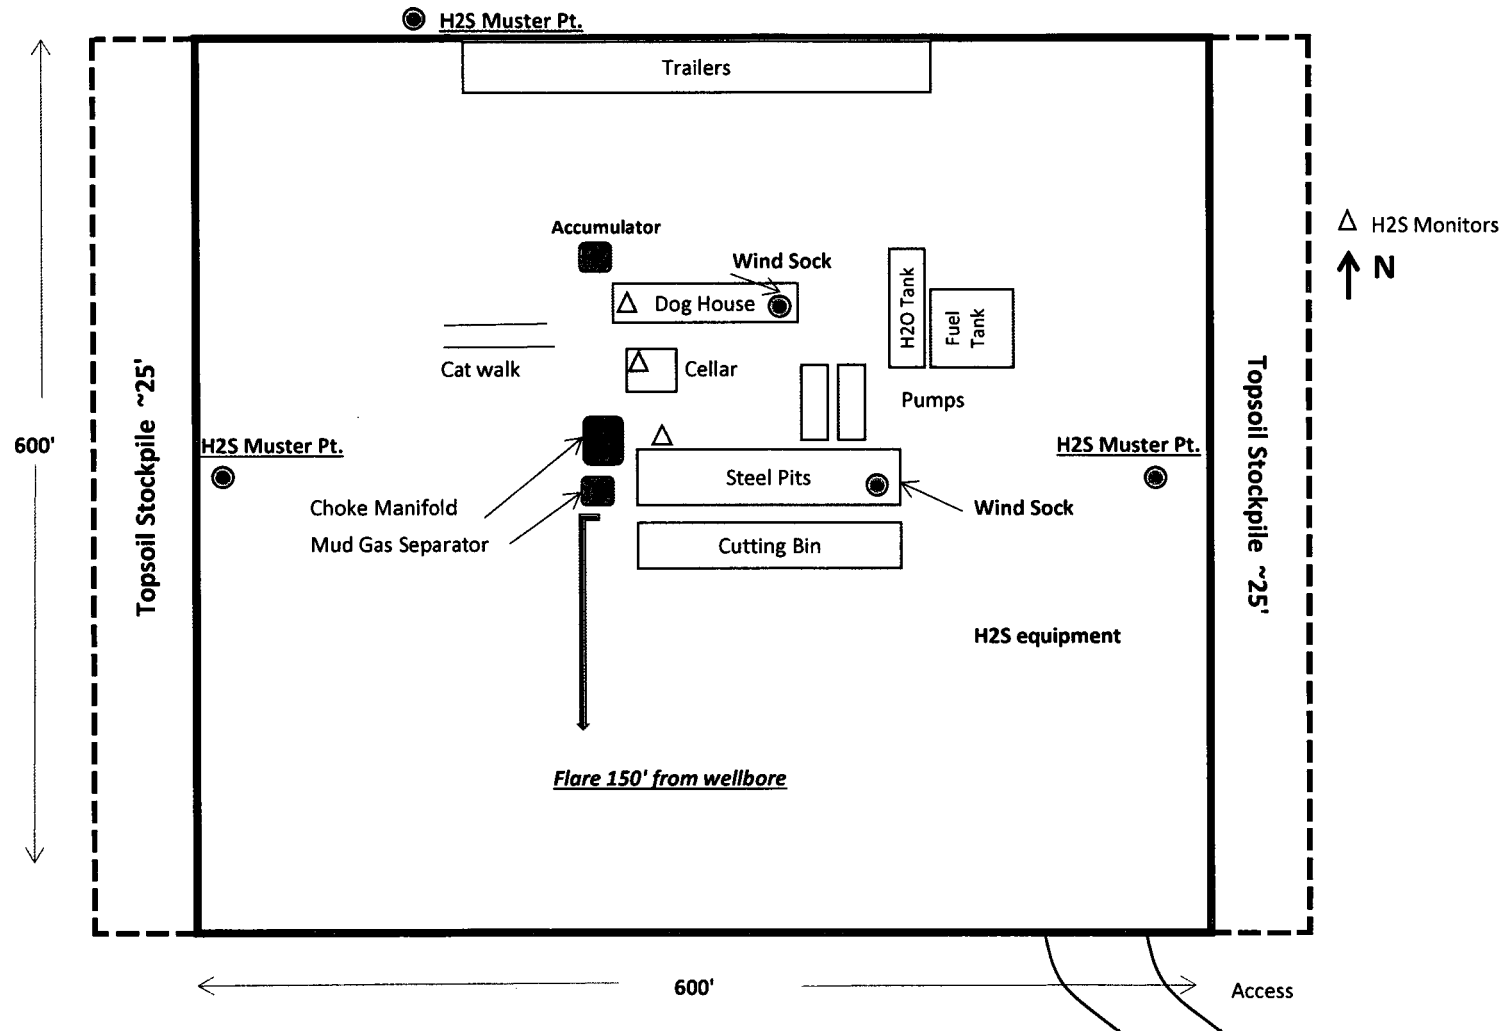 H2S Muster Pt.
Trailers
Accumulator
Wind Sock
Dog House
H2O Tank
Fuel
Tank
H2S Monitors
N
Cat walk
Cellar
Pumps
Topsoil Stockpile ~25'
Topsoil Stockpile ~25'
600'
H2S Muster Pt.
H2S Muster Pt.
Steel Pits
Choke Manifold
Wind Sock
Mud Gas Separator
Cutting Bin
H2S equipment
Flare 150' from wellbore
600'
Access